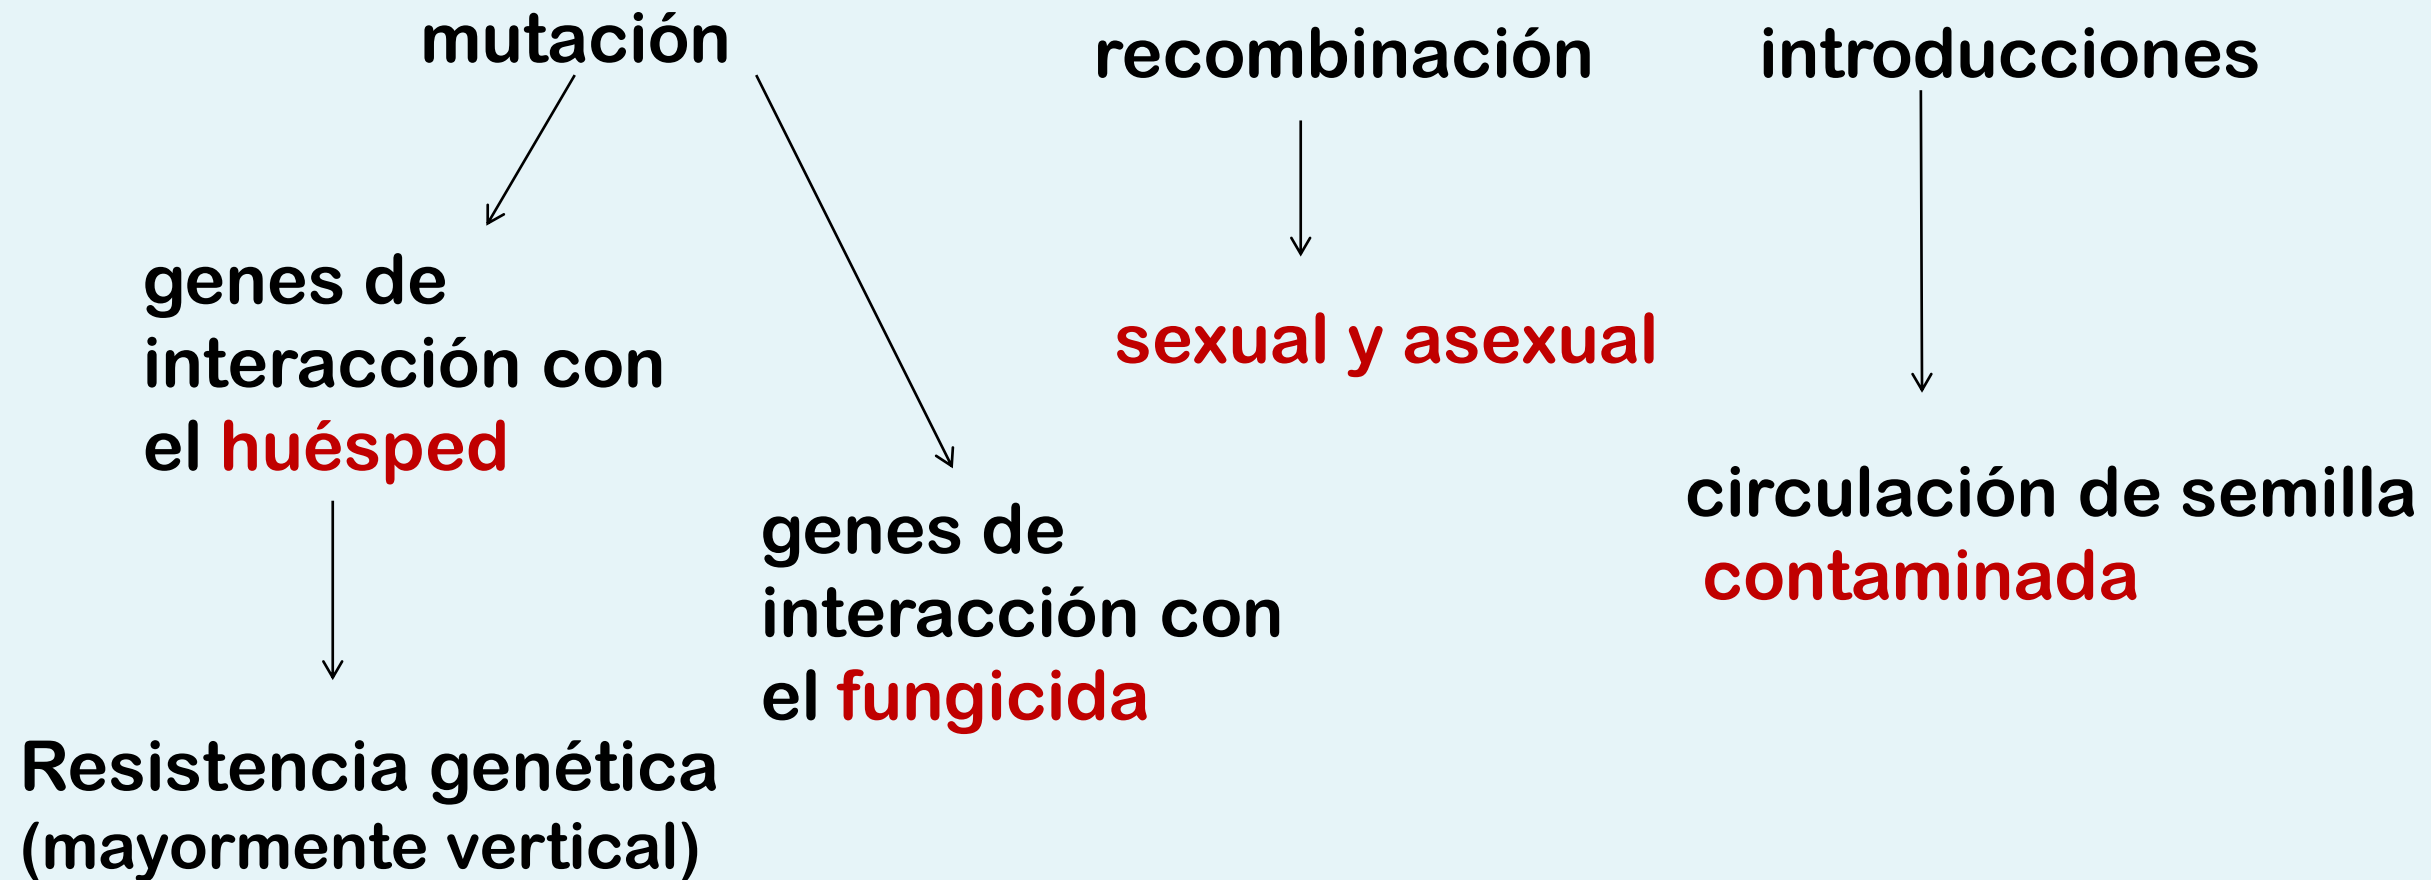 mutación
recombinación
introducciones
genes de
interacción con
el huésped
sexual y asexual
genes de
interacción con
el fungicida
circulación de semilla
contaminada
Resistencia genética
(mayormente vertical)